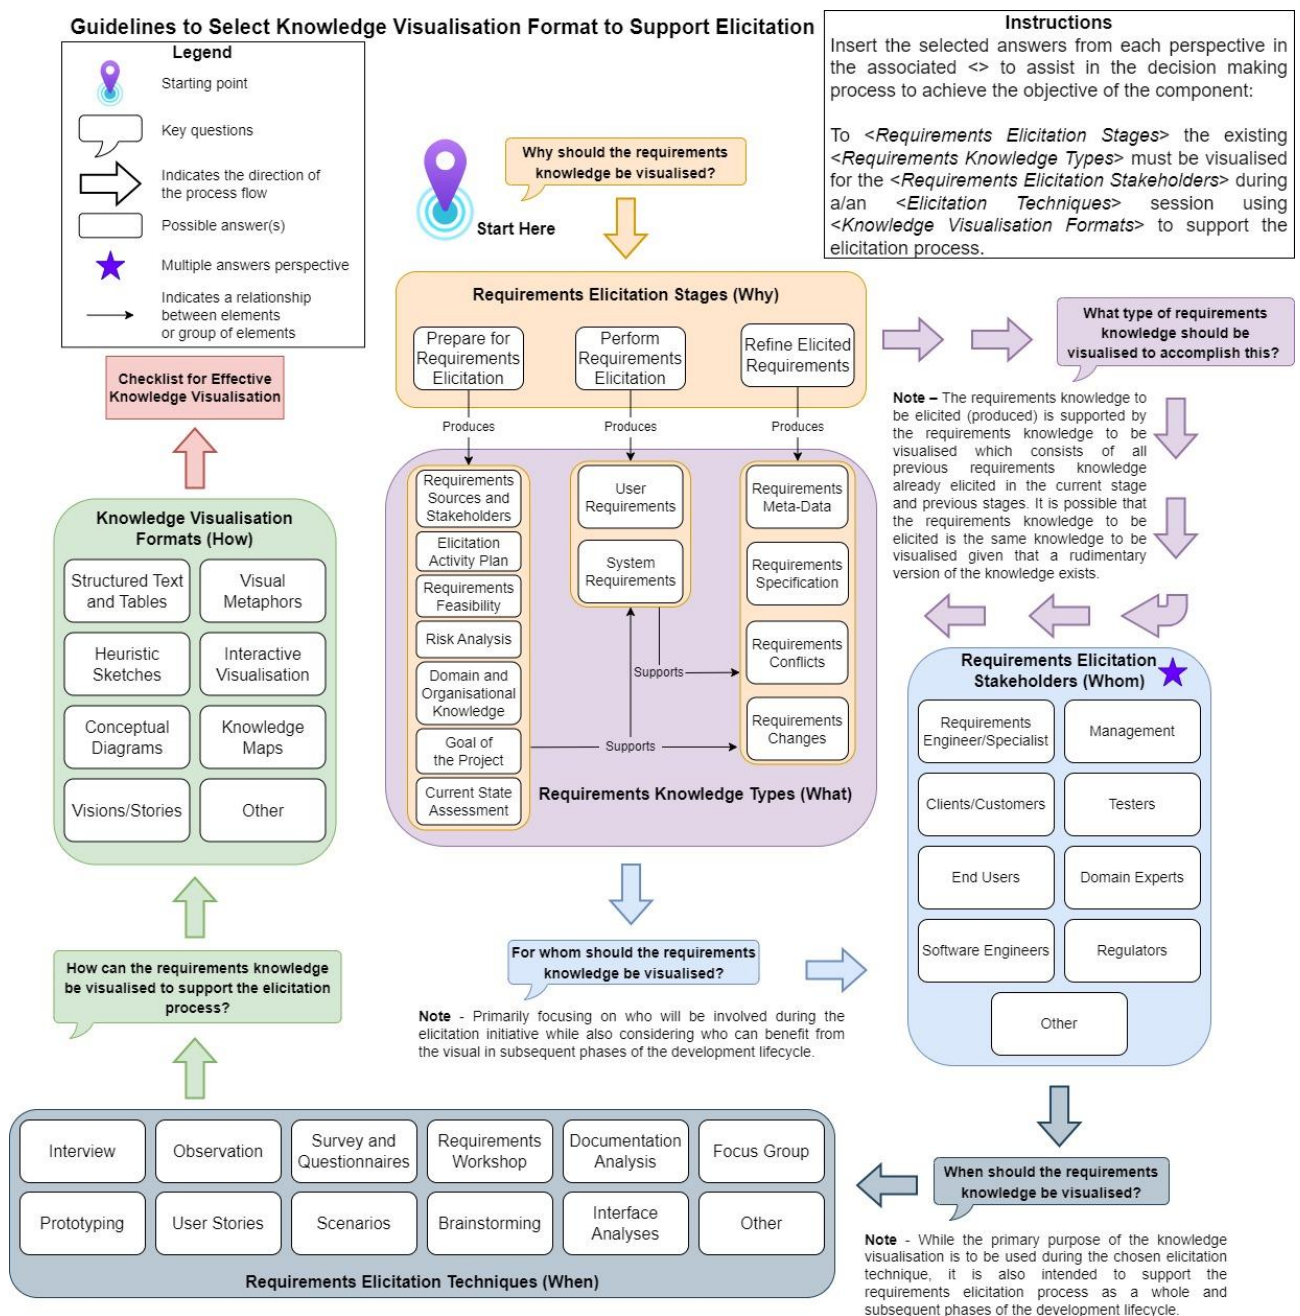 Guidelines to Select Knowledge Visualisation Format to Support Elicitation
Legend
Starting point
Key questions
Indicates the direction of
the process flow
Possible answer(s)
Multiple answers perspective
Indicates a relationship
between elements
or group of elements
Instructions
Insert the selected answers from each perspective in
the associated <> to assist in the decision making
process to achieve the objective of the component:
To <Requirements Elicitation Stages> the existing
<Requirements Knowledge Types> must be visualised
for the <Requirements Elicitation Stakeholders> during
a/an <Elicitation Techniques> session using
<Knowledge Visualisation Formats> to support the
elicitation process.
Start Here
Why should the requirements
knowledge be visualised?
Requirements Elicitation Stages (Why)
Prepare for
Requirements
Elicitation
Perform
Requirements
Elicitation
Refine Elicited
Requirements
Produces
Produces
Produces
What type of requirements
knowledge should be
visualised to accomplish this?
Note – The requirements knowledge to
be elicited (produced) is supported by
the requirements knowledge to be
visualised which consists of all
previous requirements knowledge
already elicited in the current stage
and previous stages. It is possible that
the requirements knowledge to be
elicited is the same knowledge to be
visualised given that a rudimentary
version of the knowledge exists.
Requirements
Sources and
Stakeholders
Elicitation
Activity Plan
Requirements
Feasibility
Risk Analysis
Domain and
Organisational
Knowledge
Goal of
the Project
Current State
Assessment
User
Requirements
System
Requirements
Requirements
Meta-Data
Requirements
Specification
Requirements
Conflicts
Requirements
Changes
Supports
Supports
Requirements Knowledge Types (What)
For whom should the requirements
knowledge be visualised?
Note - Primarily focusing on who will be involved during the
elicitation initiative while also considering who can benefit from
the visual in subsequent phases of the development lifecycle.
Requirements Elicitation
Stakeholders (Whom)
Requirements
Engineer/Specialist
Management
Clients/Customers
Testers
End Users
Domain Experts
Software Engineers
Regulators
Other
When should the requirements
knowledge be visualised?
Note - While the primary purpose of the knowledge
visualisation is to be used during the chosen elicitation
technique, it is also intended to support the
requirements elicitation process as a whole and
subsequent phases of the development lifecycle.
Interview
Observation
Survey and
Questionnaires
Requirements
Workshop
Documentation
Analysis
Focus Group
Prototyping
User Stories
Scenarios
Brainstorming
Interface
Analyses
Other
Requirements Elicitation Techniques (When)
How can the requirements knowledge
be visualised to support the elicitation
process?
Knowledge Visualisation
Formats (How)
Structured Text
and Tables
Visual
Metaphors
Heuristic
Sketches
Interactive
Visualisation
Conceptual
Diagrams
Knowledge
Maps
Visions/Stories
Other
Checklist for Effective
Knowledge Visualisation